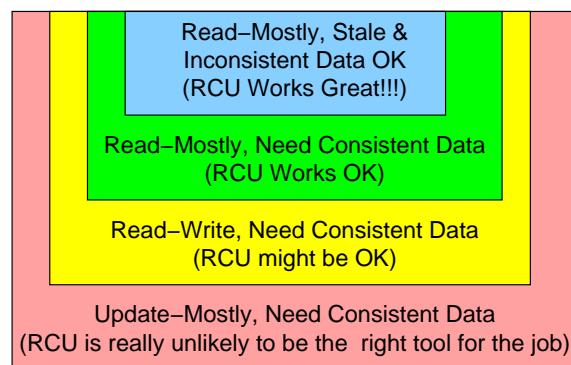 Read−Mostly, Stale &
Inconsistent Data OK
(RCU Works Great!!!)
Read−Mostly, Need Consistent Data
(RCU Works OK)
Read−Write, Need Consistent Data
(RCU might be OK)
Update−Mostly, Need Consistent Data
(RCU is really unlikely to be the  right tool for the job)